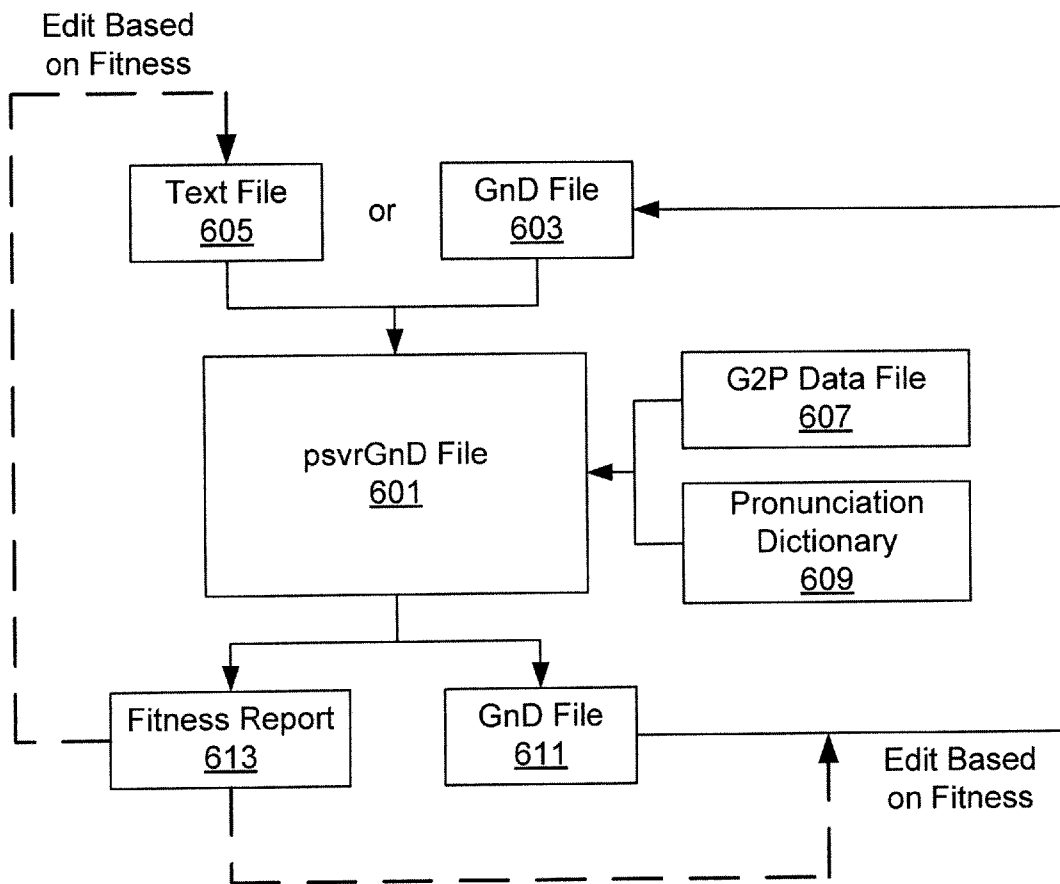 Edit Based
on Fitness
Text File
605
or
GnD File
603
psvrGnD File
601
G2P Data File
607
Pronunciation
Dictionary
609
Fitness Report
613
GnD File
611
Edit Based
on Fitness